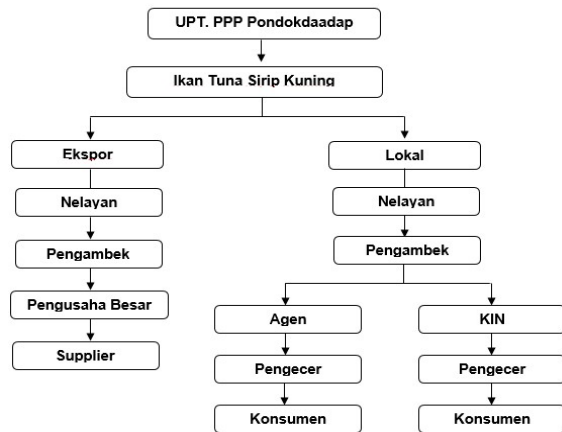 UPT. PPP Pondokdaadap
Ikan Tuna Sirip Kuning
Ekspor
Lokal
Nelayan
Nelayan
Pengambek
Pengambek
Pengusaha Besar
Agen
KIN
Supplier
Pengecer
Pengecer
Konsumen
Konsumen